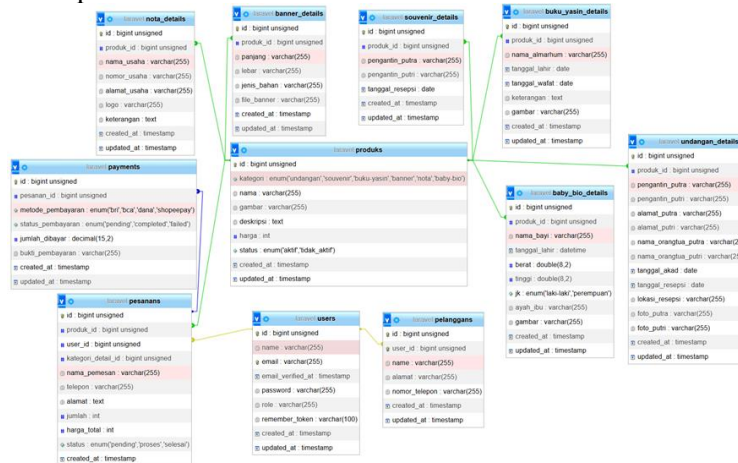 nota_details
id : bigint unsigned
produk_id : bigint unsigned
nama_usaha : varchar(255)
nomor_usaha : varchar(255)
alamat_usaha : varchar(255)
logo : varchar(255)
keterangan : text
created_at : timestamp
updated_at : timestamp
banner_details
id : bigint unsigned
produk_id : bigint unsigned
panjang : varchar(255)
lebar : varchar(255)
jenis_bahan : varchar(255)
file_banner : varchar(255)
created_at : timestamp
updated_at : timestamp
souvenir_details
id : bigint unsigned
produk_id : bigint unsigned
pengantin_putra : varchar(255)
pengantin_putri : varchar(255)
tanggal_resepsi : date
created_at : timestamp
updated_at : timestamp
buku_yasin_details
id : bigint unsigned
produk_id : bigint unsigned
nama_almarhum : varchar(255)
tanggal_lahir : date
tanggal_wafat : date
keterangan : text
gambar : varchar(255)
created_at : timestamp
updated_at : timestamp
payments
id : bigint unsigned
pesanan_id : bigint unsigned
metode_pembayaran : enum('bri','bca','dana','shopeepay')
status_pembayaran : enum('pending','completed','failed')
jumlah_dibayar : decimal(15,2)
bukti_pembayaran : varchar(255)
created_at : timestamp
updated_at : timestamp
produks
id : bigint unsigned
kategori : enum('undangan','souvenir','buku-yasin','banner','nota','baby-bio')
nama : varchar(255)
gambar : varchar(255)
deskripsi : text
harga : int
status : enum('aktif','tidak_aktif')
created_at : timestamp
updated_at : timestamp
undangan_details
id : bigint unsigned
produk_id : bigint unsigned
pengantin_putra : varchar(255)
pengantin_putri : varchar(255)
alamat_putra : varchar(255)
alamat_putri : varchar(255)
nama_orangtua_putra : varchar(2
nama_orangtua_putri : varchar(25
tanggal_akad : date
tanggal_resepsi : date
lokasi_resepsi : varchar(255)
foto_putra : varchar(255)
foto_putri : varchar(255)
created_at : timestamp
updated_at : timestamp
baby_bio_details
id : bigint unsigned
produk_id : bigint unsigned
nama_bayi : varchar(255)
tanggal_lahir : datetime
berat : double(8,2)
tinggi : double(8,2)
jk : enum('laki-laki','perempuan')
ayah_ibu : varchar(255)
gambar : varchar(255)
created_at : timestamp
updated_at : timestamp
pesanans
id : bigint unsigned
produk_id : bigint unsigned
user_id : bigint unsigned
kategori_detail_id : bigint unsigned
nama_pemesan : varchar(255)
telepon : varchar(255)
alamat : text
jumlah : int
harga_total : int
status : enum('pending','proses','selesai')
created_at : timestamp
users
id : bigint unsigned
name : varchar(255)
email : varchar(255)
email_verified_at : timestamp
password : varchar(255)
role : varchar(255)
remember_token : varchar(100)
created_at : timestamp
updated_at : timestamp
pelanggans
id : bigint unsigned
user_id : bigint unsigned
name : varchar(255)
alamat : varchar(255)
nomor_telepon : varchar(255)
created_at : timestamp
updated_at : timestamp